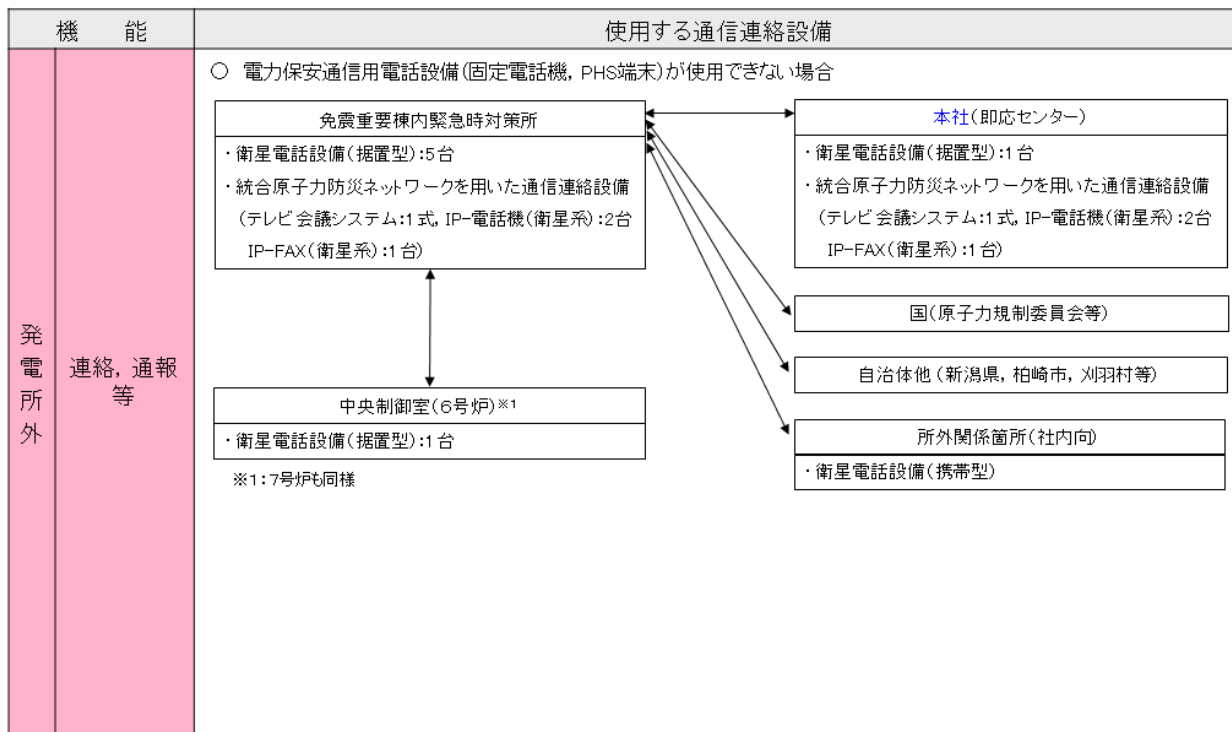 機 能
使用する通信連絡設備
発電所外
連絡，通報等
○ 電力保安通信用電話設備（固定電話機，PHS端末）が使用できない場合
免震重要棟内緊急時対策所
・衛星電話設備（据置型）：5台
・統合原子力防災ネットワークを用いた通信連絡設備
（テレビ会議システム：1式，IP-電話機（衛星系）：2台
IP-FAX（衛星系）：1台）
本社（即応センター）
・衛星電話設備（据置型）：1台
・統合原子力防災ネットワークを用いた通信連絡設備
（テレビ会議システム：1式，IP-電話機（衛星系）：2台
IP-FAX（衛星系）：1台）
国（原子力規制委員会等）
自治体他（新潟県，柏崎市，刈羽村等）
中央制御室（6号炉）※1
・衛星電話設備（据置型）：1台
※1：7号炉も同様
所外関係箇所（社内向）
・衛星電話設備（携帯型）